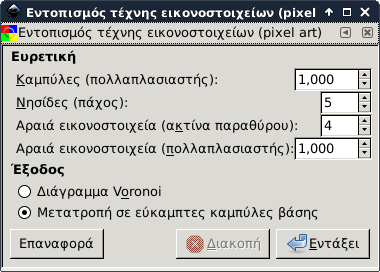 Εντοπισμός τέχνης εικονοστοιχείων (pixel
Εντοπισμός τέχνης εικονοστοιχείων (pixel art)
Ευρετική
Καμπύλες (πολλαπλασιαστής): 1,000
Νησίδες (πάχος): 5
Αραιά εικονοστοιχεία (ακτίνα παραθύρου): 4
Αραιά εικονοστοιχεία (πολλαπλασιαστής): 1,000
Έξοδος
Διάγραμμα Voronoi
Μετατροπή σε εύκαμπτες καμπύλες βάσης
Επαναφορά Διακοπή Εντάξει